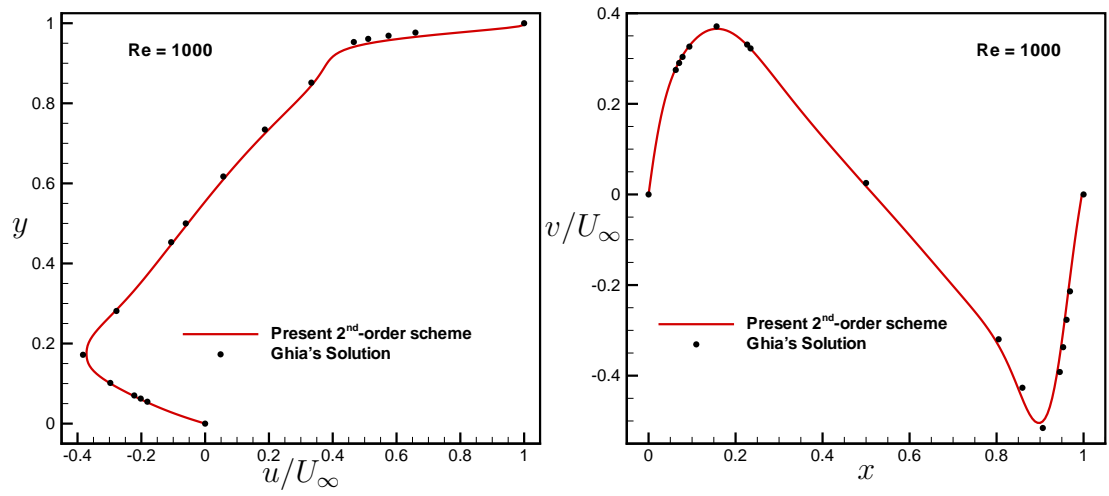 Re = 1000
1
0.8
0.6
y
0.4
0.2
0
Present 2nd-order scheme
Ghia's Solution
-0.4 -0.2 0 0.2 0.4 0.6 0.8 1
u/U∞
Re = 1000
0.4
0.2
0
v/U∞
-0.2
-0.4
Present 2nd-order scheme
Ghia's Solution
0 0.2 0.4 0.6 0.8 1
x